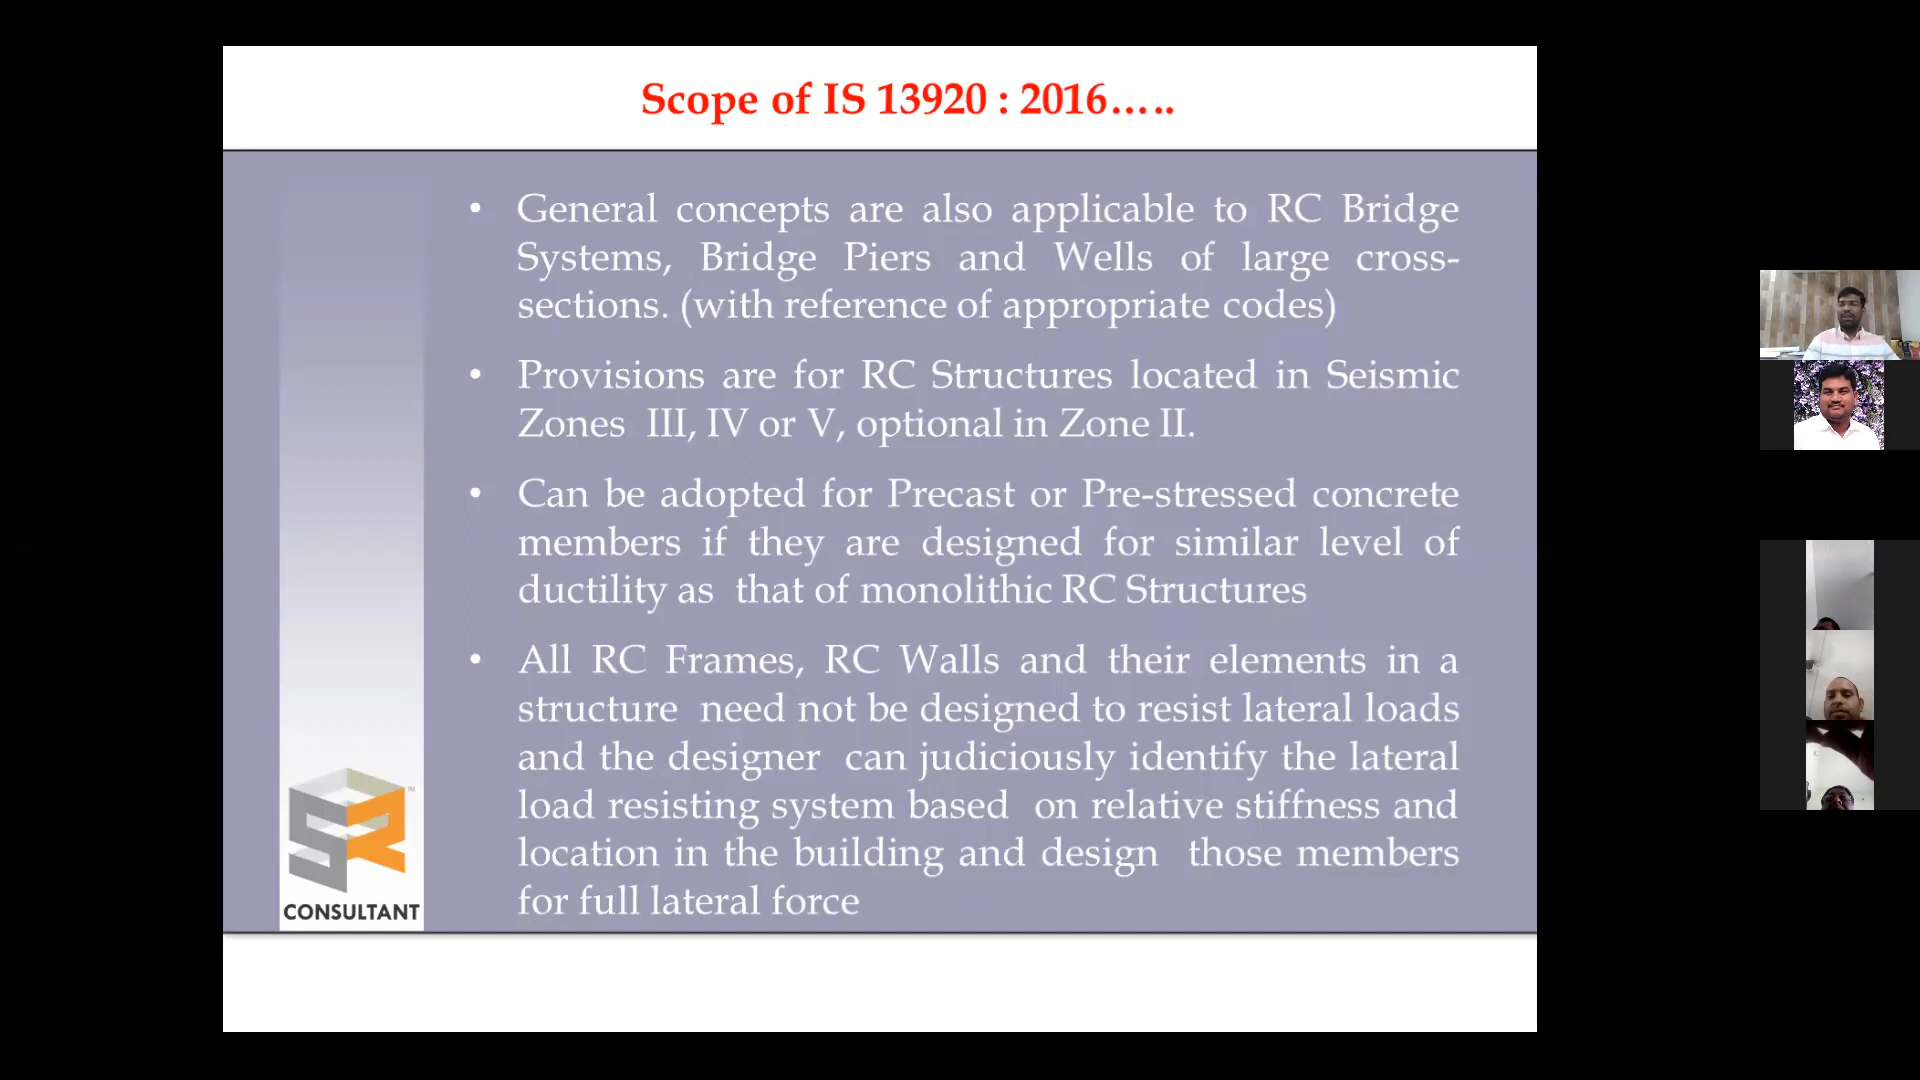 Scope of IS 13920 : 2016…..
• General concepts are also applicable to RC Bridge
Systems, Bridge Piers and Wells of large cross-
sections. (with reference of appropriate codes)
• Provisions are for RC Structures located in Seismic
Zones III, IV or V, optional in Zone II.
• Can be adopted for Precast or Pre-stressed concrete
members if they are designed for similar level of
ductility as that of monolithic RC Structures
• All RC Frames, RC Walls and their elements in a
structure need not be designed to resist lateral loads
and the designer can judiciously identify the lateral
load resisting system based on relative stiffness and
location in the building and design those members
for full lateral force
SR
TM
CONSULTANT